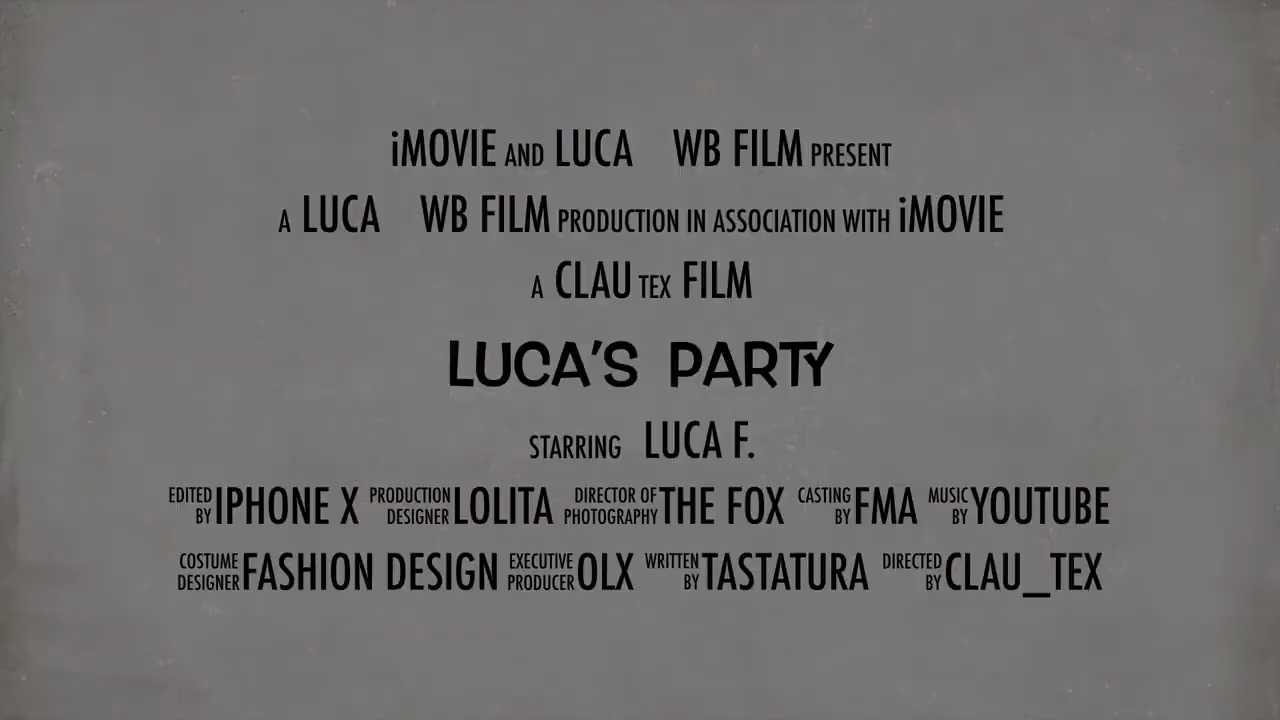 iMOVIE AND LUCA WB FILM PRESENT
A LUCA WB FILM PRODUCTION IN ASSOCIATION WITH iMOVIE
A CLAU TEX FILM
LUCA'S PARTY
STARRING LUCA F.
EDITED BY IPHONE X PRODUCTION DESIGNER LOLITA DIRECTOR OF PHOTOGRAPHY THE FOX CASTING BY FMA MUSIC BY YOUTUBE
COSTUME DESIGNER FASHION DESIGN EXECUTIVE PRODUCER OLX WRITTEN BY TASTATURA DIRECTED BY CLAU_TEX